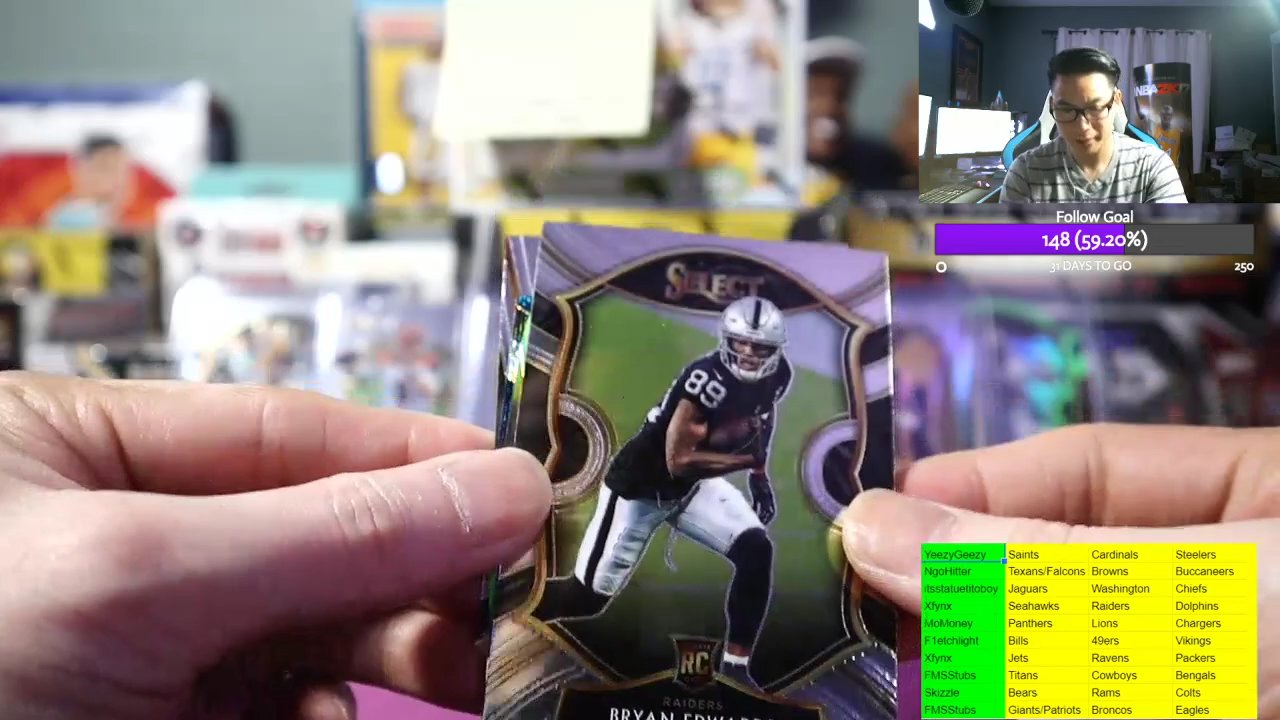 NBA2K
Follow Goal
148 (59.20%)
0 31 DAYS TO GO 250
SELECT
89
RC
RAIDERS
BRYAN EDWARDS
YeezyGeezy Saints Cardinals Steelers
NgoHitter Texans/Falcons Browns Buccaneers
itsstatuetitoboy Jaguars Washington Chiefs
Xfynx Seahawks Raiders Dolphins
MoMoney Panthers Lions Chargers
F1etchlight Bills 49ers Vikings
Xfynx Jets Ravens Packers
FMSStubs Titans Cowboys Bengals
Skizzle Bears Rams Colts
FMSStubs Giants/Patriots Broncos Eagles